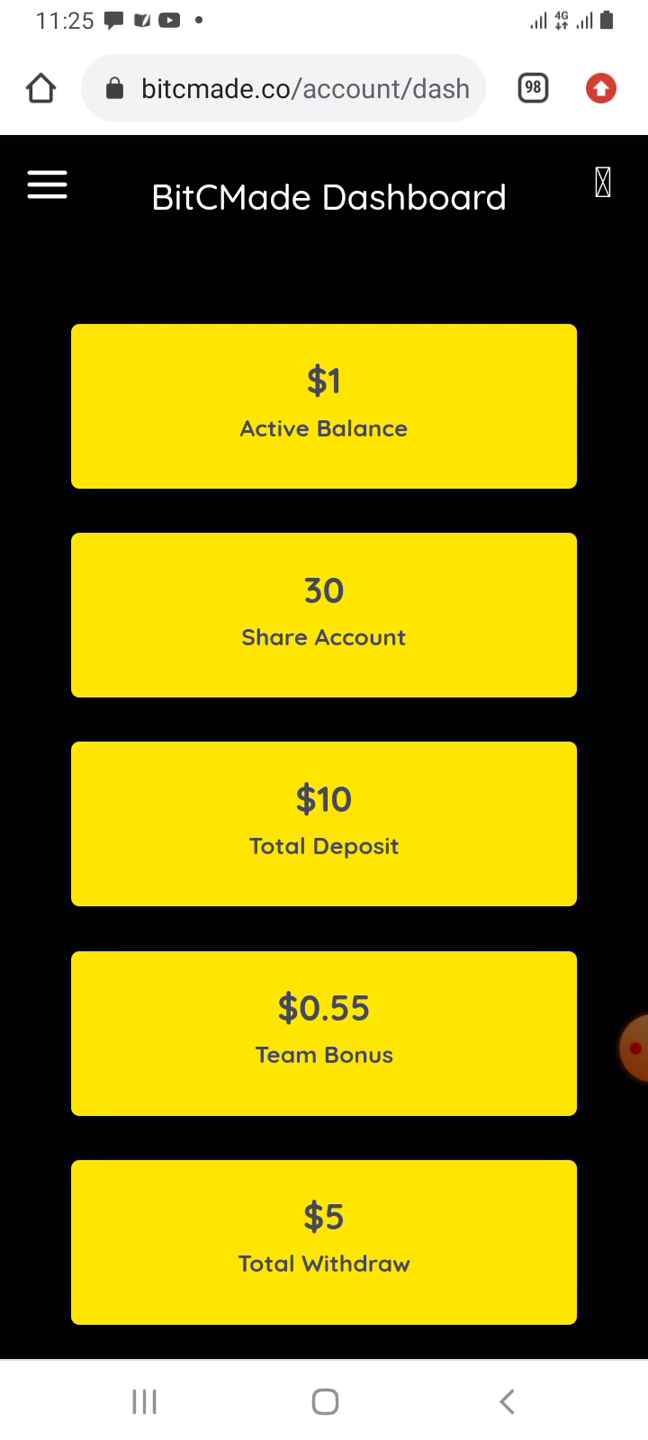 11:25
4G
bitcmade.co/account/dash
98
BitCMade Dashboard
$1
Active Balance
30
Share Account
$10
Total Deposit
$0.55
Team Bonus
$5
Total Withdraw